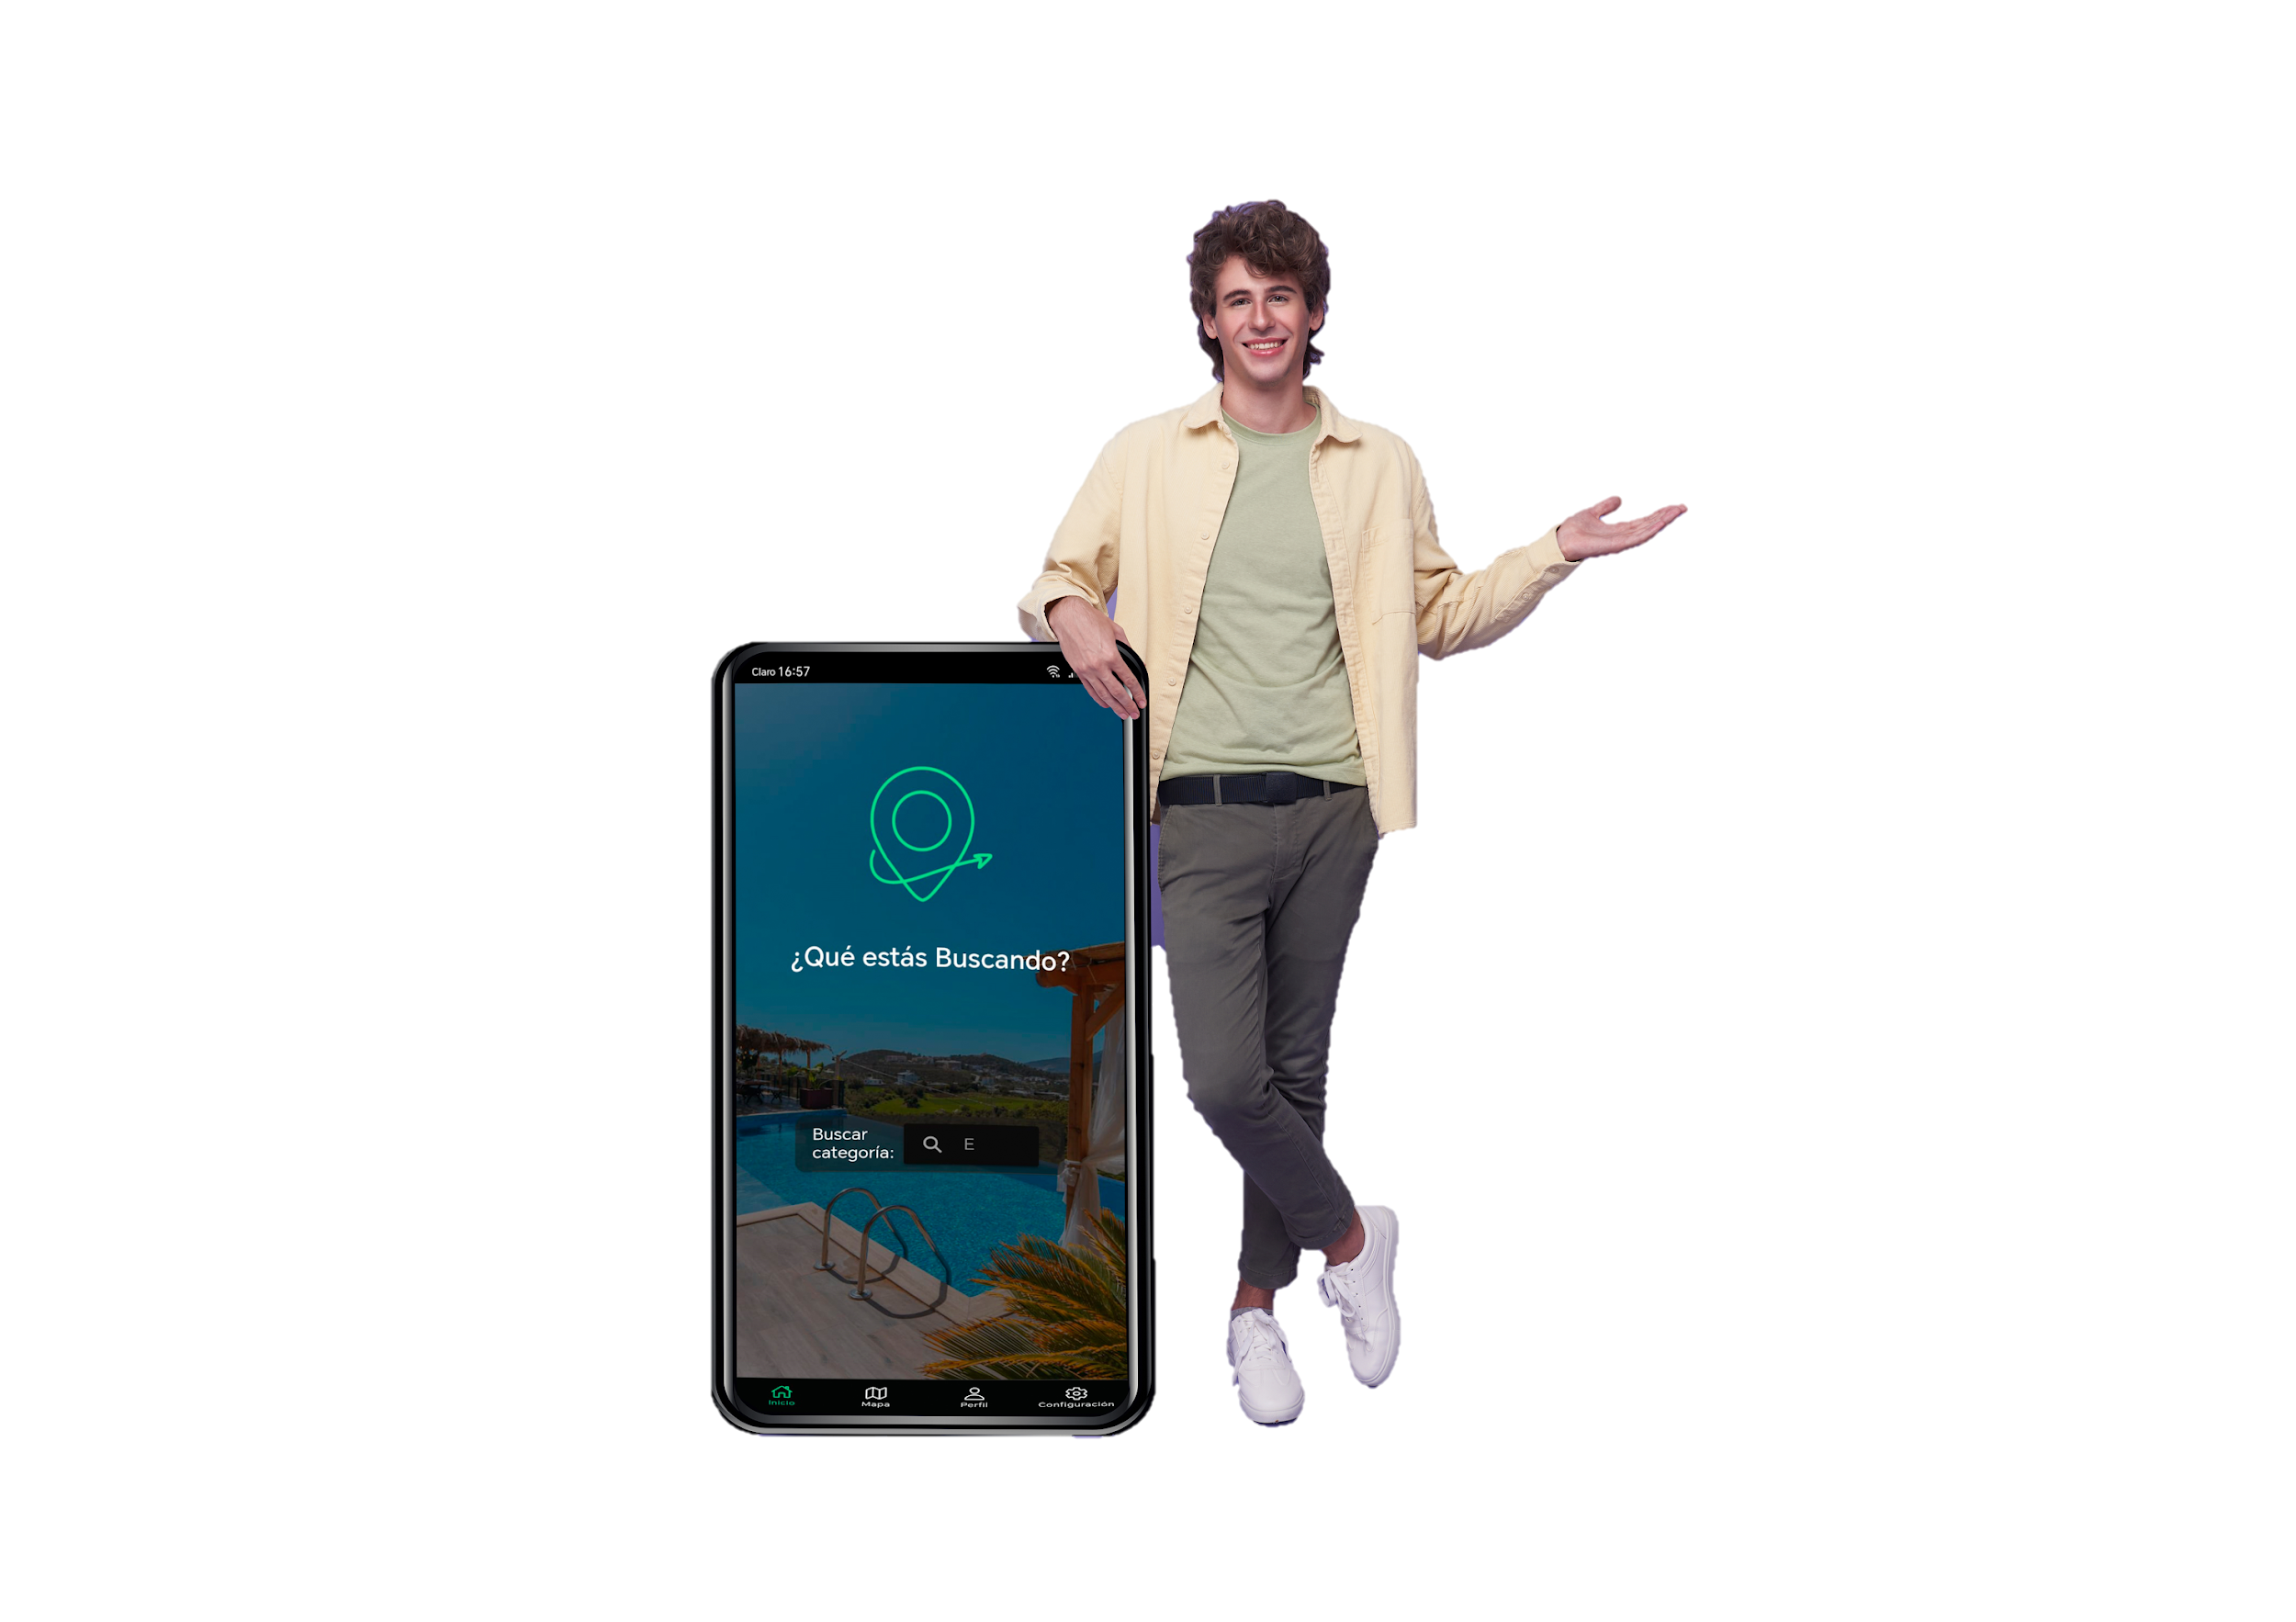 Claro 16:57
¿Qué estás Buscando?
Buscar
categoría:
E
Inicio
Mapa
Perfil
Configuración